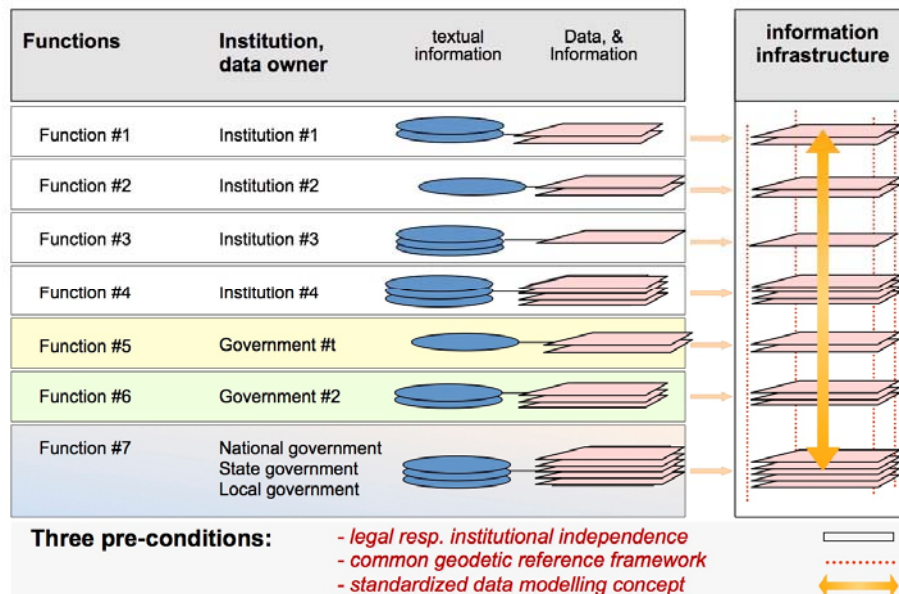 Functions
Institution,
data owner
textual
information
Data, &
Information
information
infrastructure
Function #1
Institution #1
Function #2
Institution #2
Function #3
Institution #3
Function #4
Institution #4
Function #5
Government #t
Function #6
Government #2
Function #7
National government
State government
Local government
Three pre-conditions:
- legal resp. institutional independence
- common geodetic reference framework
- standardized data modelling concept